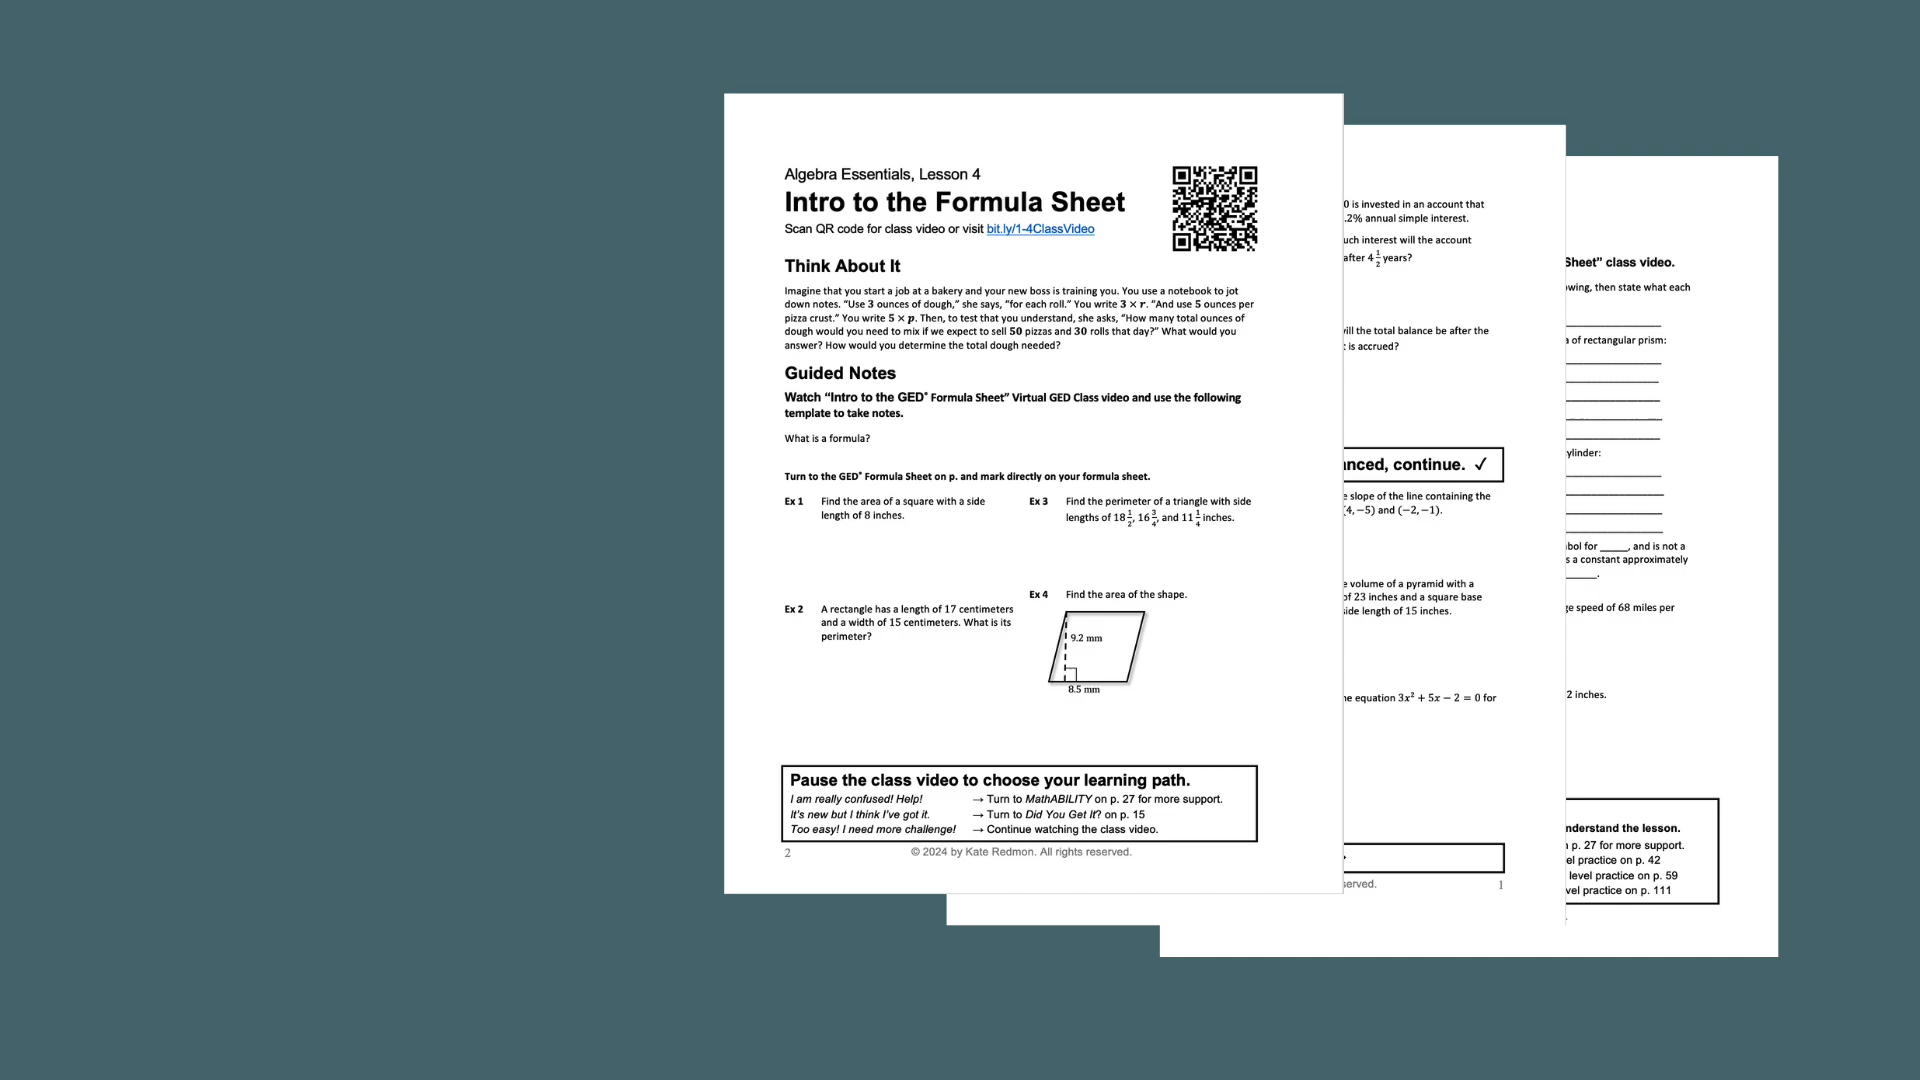 Algebra Essentials, Lesson 4
Intro to the Formula Sheet
Scan QR code for class video or visit bit.ly/1-4ClassVideo
Think About It
Imagine that you start a job at a bakery and your new boss is training you. You use a notebook to jot
down notes. “Use 3 ounces of dough,” she says, “for each roll.” You write 3 × r. “And use 5 ounces per
pizza crust.” You write 5 × p. Then, to test that you understand, she asks, “How many total ounces of
dough would you need to mix if we expect to sell 50 pizzas and 30 rolls that day?” What would you
answer? How would you determine the total dough needed?
Guided Notes
Watch “Intro to the GED® Formula Sheet” Virtual GED Class video and use the following
template to take notes.
What is a formula?
Turn to the GED® Formula Sheet on p. and mark directly on your formula sheet.
Ex 1 Find the area of a square with a side
length of 8 inches.
Ex 2 A rectangle has a length of 17 centimeters
and a width of 15 centimeters. What is its
perimeter?
Ex 3 Find the perimeter of a triangle with side
lengths of 18 1/2, 16 3/4, and 11 1/4 inches.
Ex 4 Find the area of the shape.
9.2 mm
8.5 mm
Pause the class video to choose your learning path.
I am really confused! Help! → Turn to MathABILITY on p. 27 for more support.
It’s new but I think I’ve got it. → Turn to Did You Get It? on p. 15
Too easy! I need more challenge! → Continue watching the class video.
2 © 2024 by Kate Redmon. All rights reserved.
0 is invested in an account that
.2% annual simple interest.
uch interest will the account
after 4 1/2 years?
will the total balance be after the
t is accrued?
nced, continue. ✓
e slope of the line containing the
(4, −5) and (−2, −1).
e volume of a pyramid with a
of 23 inches and a square base
side length of 15 inches.
he equation 3x² + 5x − 2 = 0 for
served. 1
Sheet” class video.
owing, then state what each
a of rectangular prism:
ylinder:
bol for _____, and is not a
s a constant approximately
______.
ge speed of 68 miles per
2 inches.
nderstand the lesson.
n p. 27 for more support.
el practice on p. 42
level practice on p. 59
vel practice on p. 111